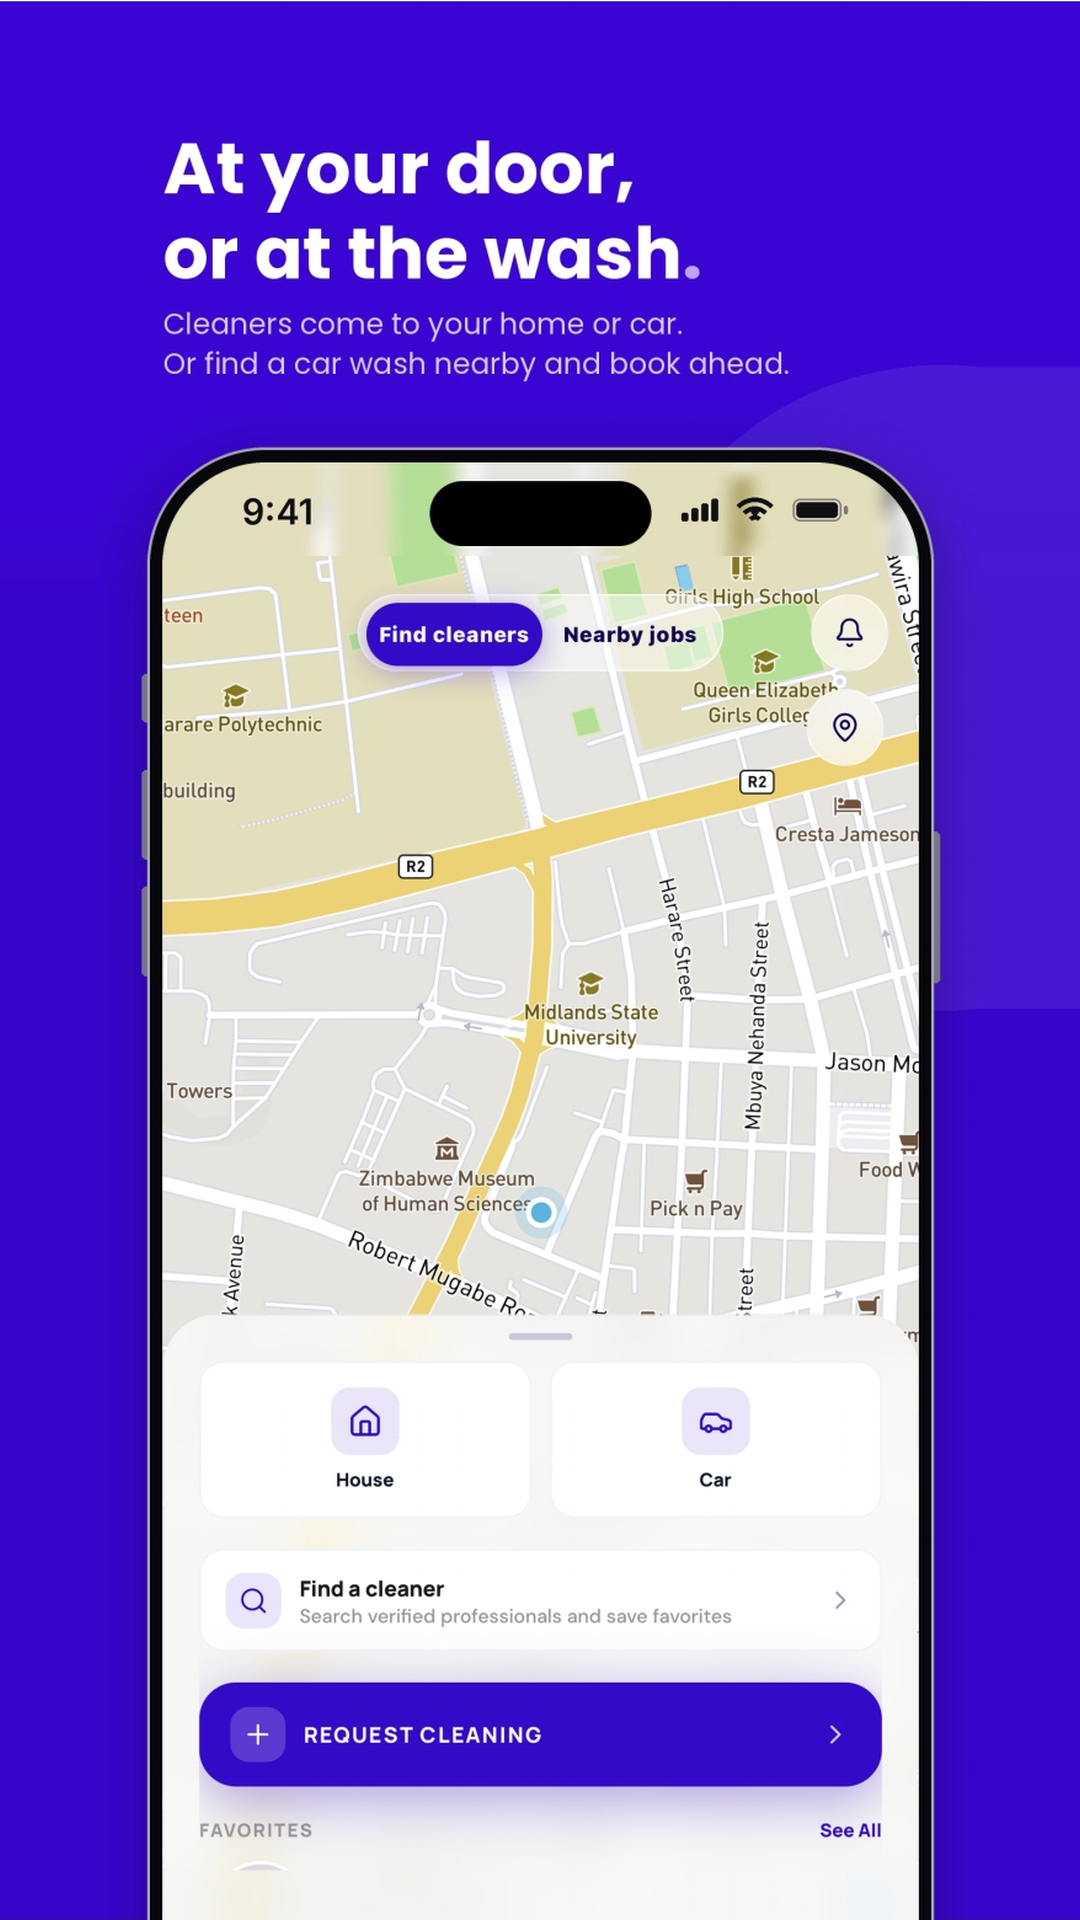 At your door,
or at the wash.
Cleaners come to your home or car.
Or find a car wash nearby and book ahead.
9:41
Girls High School
teen
Find cleaners
Nearby jobs
Queen Elizabeth
Girls Colleg
arare Polytechnic
building
R2
Cresta Jameson
R2
Harare Street
Mbuya Nehanda Street
Midlands State
University
Jason Mo
Towers
Food W
Zimbabwe Museum
of Human Sciences
Pick n Pay
Robert Mugabe Ro
k Avenue
treet
House
Car
Find a cleaner
Search verified professionals and save favorites
REQUEST CLEANING
FAVORITES
See All